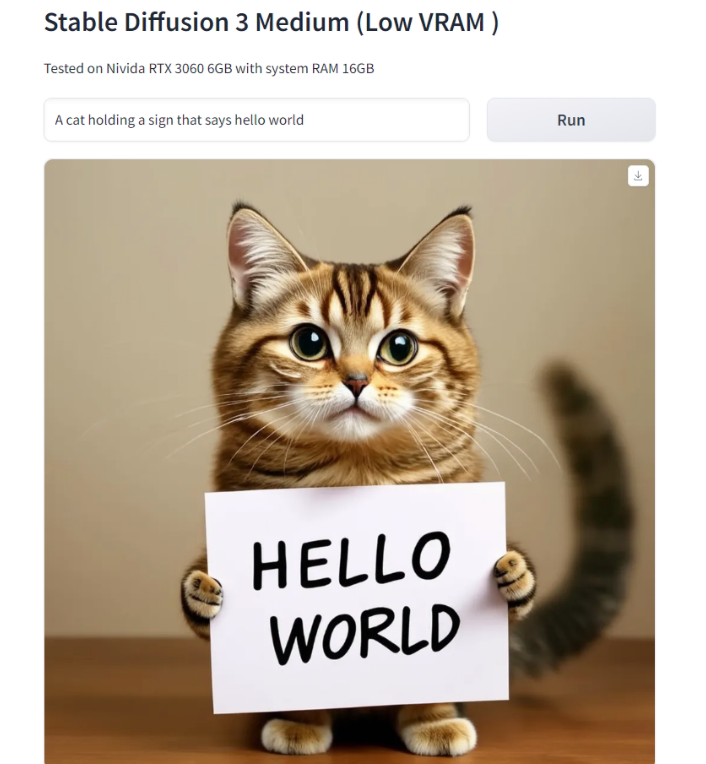 Stable Diffusion 3 Medium (Low VRAM )
Tested on Nivida RTX 3060 6GB with system RAM 16GB
A cat holding a sign that says hello world
Run
HELLO
WORLD